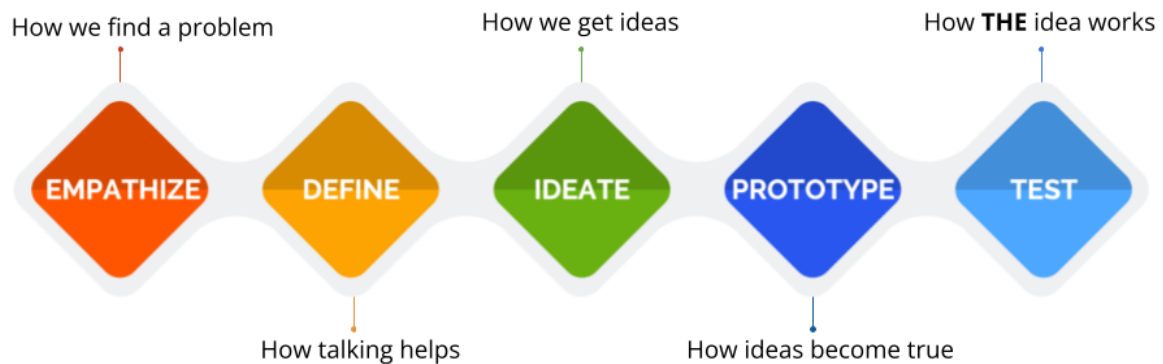 How we find a problem
How we get ideas
How THE idea works
EMPATHIZE
DEFINE
IDEATE
PROTOTYPE
TEST
How talking helps
How ideas become true